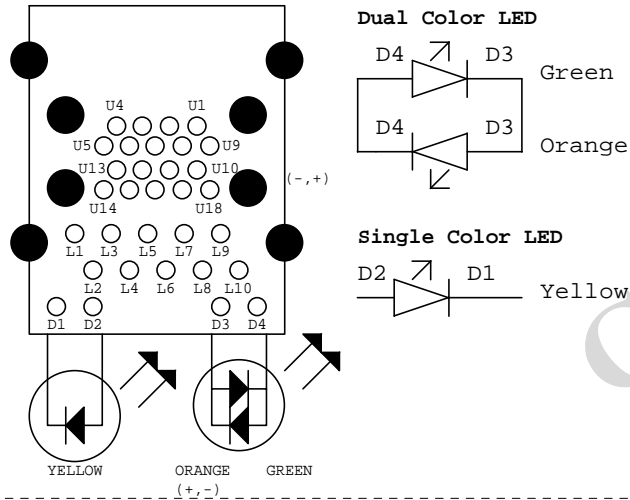 Dual Color LED
D4 D3
Green
D4 D3
Orange
Single Color LED
D2 D1
Yellow
U4 U1
U5 U9
U13 U10
(-,+)
U14 U18
L1 L3 L5 L7 L9
L2 L4 L6 L8 L10
D1 D2 D3 D4
YELLOW ORANGE GREEN
(+,-)